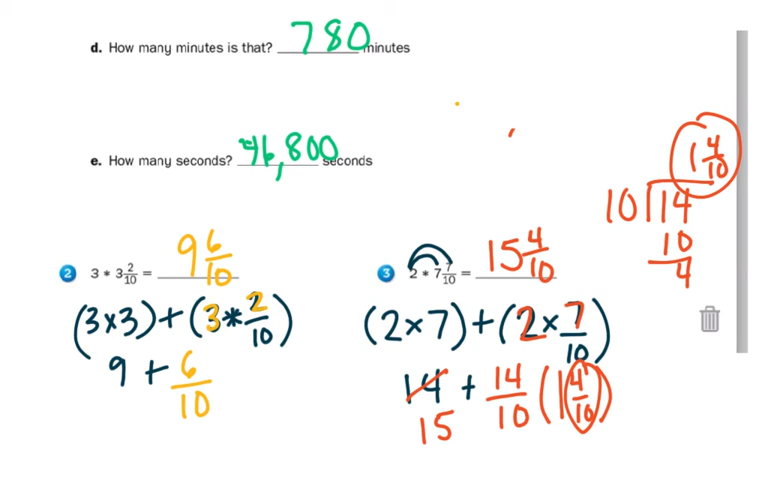 d. How many minutes is that? 780 minutes
e. How many seconds? 46,800 seconds
2 3 * 3 2/10 = 9 6/10
(3×3) + (3 * 2/10)
9 + 6/10
3 2 * 7 7/10 = 15 4/10
(2×7) + (2 × 7/10)
14 + 14/10 (1 4/10)
15
1 4/10
10 14
10
4